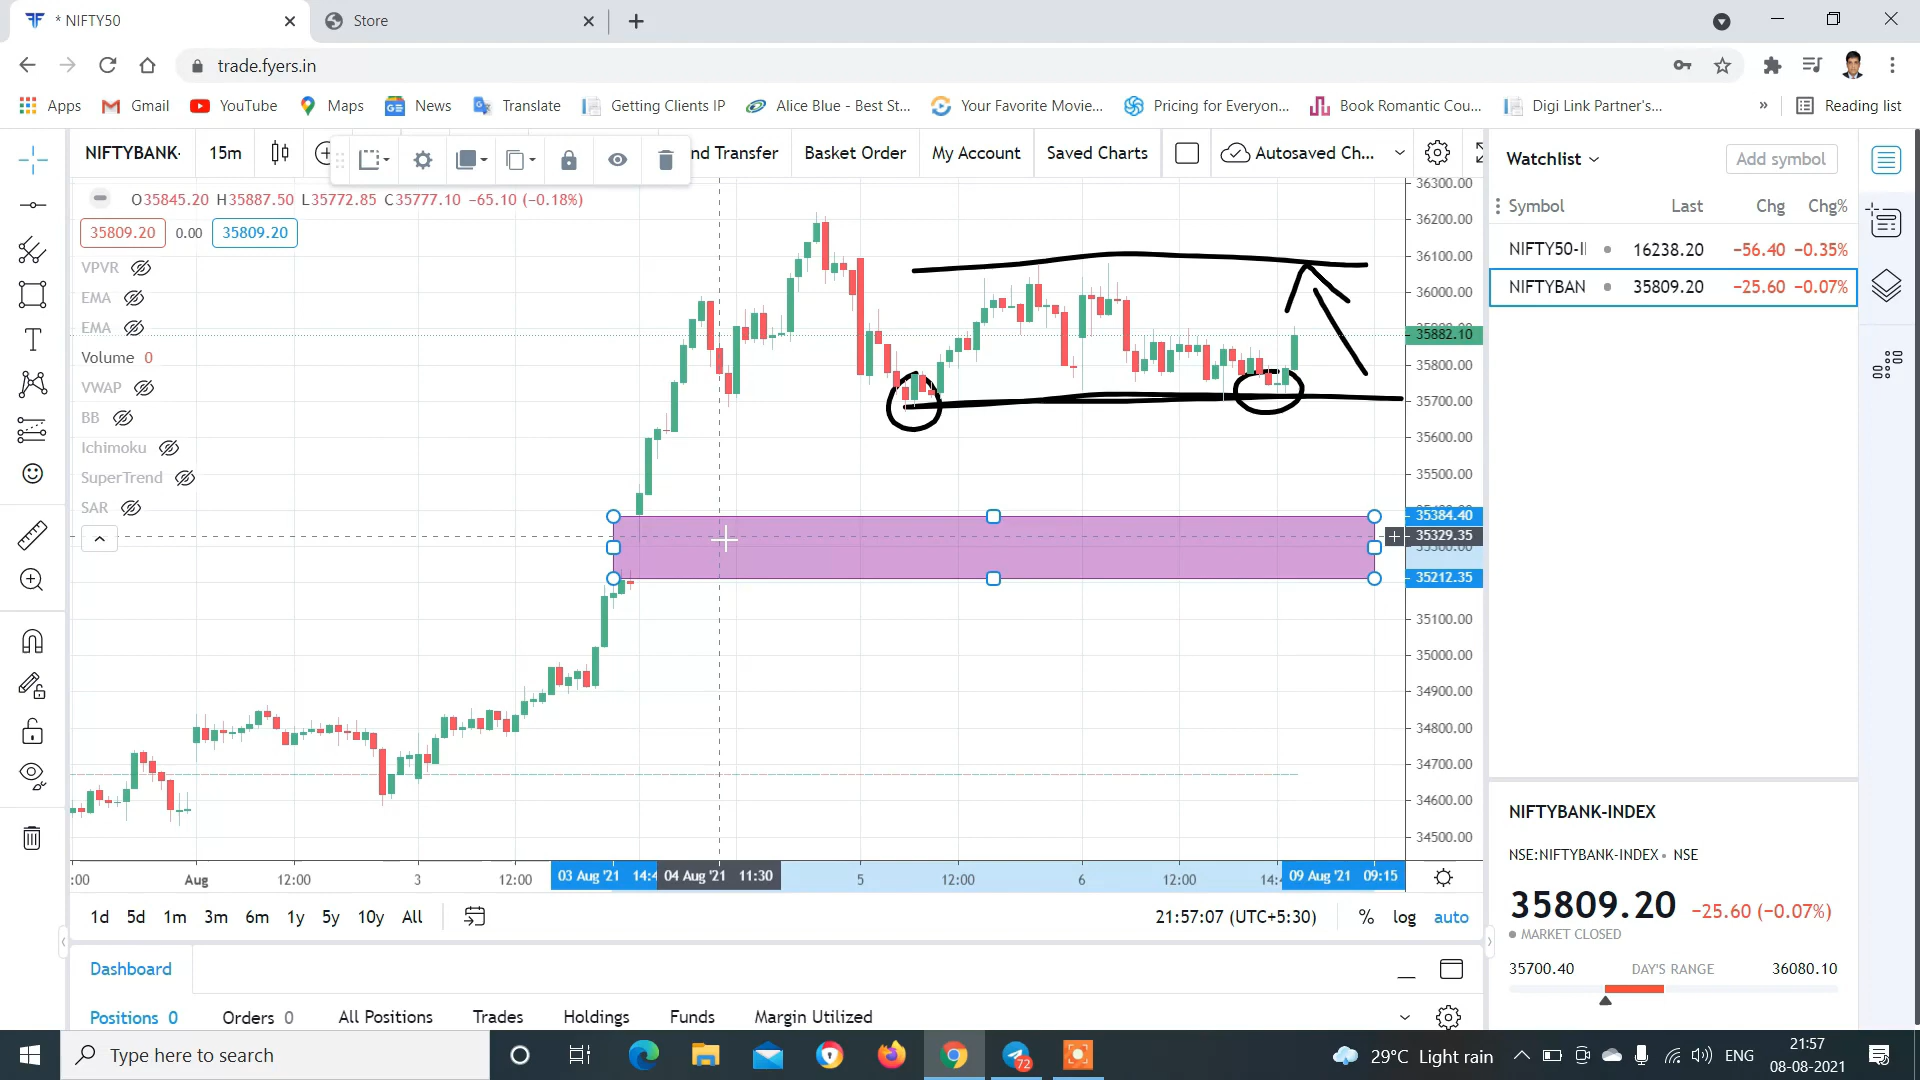 * NIFTY50
Store
trade.fyers.in
Apps Gmail YouTube Maps News Translate Getting Clients IP Alice Blue - Best St... Your Favorite Movie... Pricing for Everyon... Book Romantic Cou... Digi Link Partner's... » Reading list
NIFTYBANK- 15m nd Transfer Basket Order My Account Saved Charts Autosaved Ch...
O35845.20 H35887.50 L35772.85 C35777.10 −65.10 (−0.18%)
35809.20 0.00 35809.20
VPVR
EMA
EMA
Volume 0
VWAP
BB
Ichimoku
SuperTrend
SAR
36300.00
36200.00
36100.00
36000.00
35882.10
35800.00
35700.00
35600.00
35500.00
35384.40
35329.35
35212.35
35100.00
35000.00
34900.00
34800.00
34700.00
34600.00
34500.00
:00 Aug 12:00 3 12:00 03 Aug '21 14:4 04 Aug '21 11:30 5 12:00 6 12:00 14:4 09 Aug '21 09:15
1d 5d 1m 3m 6m 1y 5y 10y All 21:57:07 (UTC+5:30) % log auto
Dashboard
Positions 0 Orders 0 All Positions Trades Holdings Funds Margin Utilized
Watchlist Add symbol
Symbol Last Chg Chg%
NIFTY50-I 16238.20 −56.40 −0.35%
NIFTYBAN 35809.20 −25.60 −0.07%
NIFTYBANK-INDEX
NSE:NIFTYBANK-INDEX • NSE
35809.20 −25.60 (−0.07%)
MARKET CLOSED
35700.40 DAY'S RANGE 36080.10
Type here to search 72 29°C Light rain ENG 21:57
08-08-2021